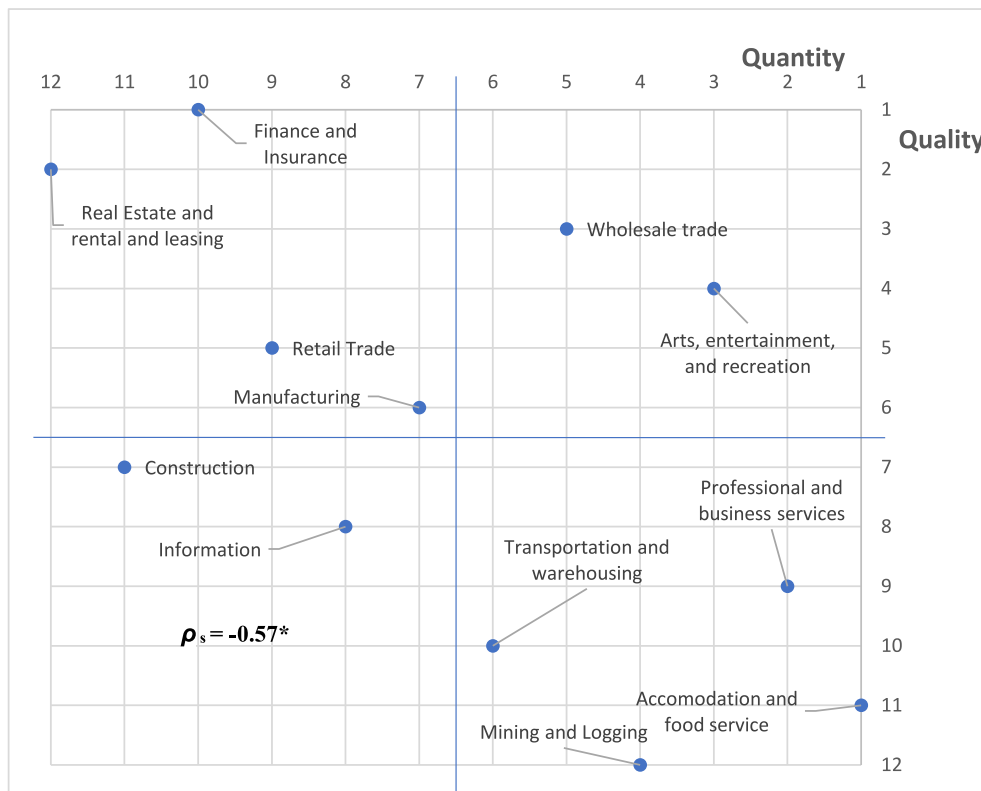 Quantity
12 11 10 9 8 7 6 5 4 3 2 1
1
Finance and
Insurance
Quality
2
Real Estate and
rental and leasing
3
Wholesale trade
4
Arts, entertainment,
and recreation
5
Retail Trade
Manufacturing
6
7
Construction
Professional and
business services
8
Information
Transportation and
warehousing
9
ρ s = -0.57*
10
Accomodation and
food service
11
Mining and Logging
12